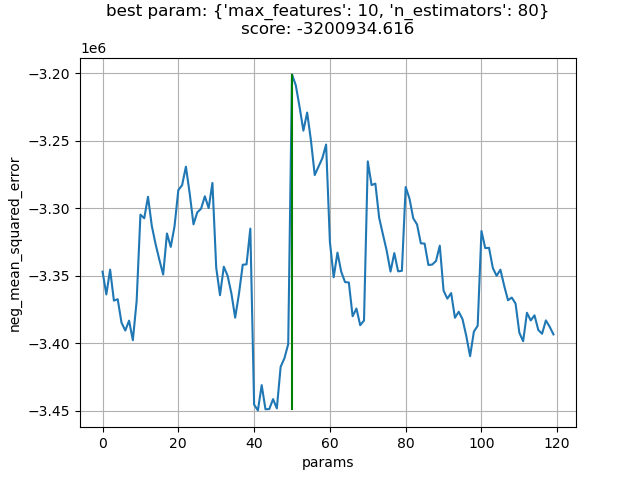 best param: {'max_features': 10, 'n_estimators': 80}
score: -3200934.616
1e6
−3.20
−3.25
−3.30
−3.35
−3.40
−3.45
neg_mean_squared_error
0 20 40 60 80 100 120
params